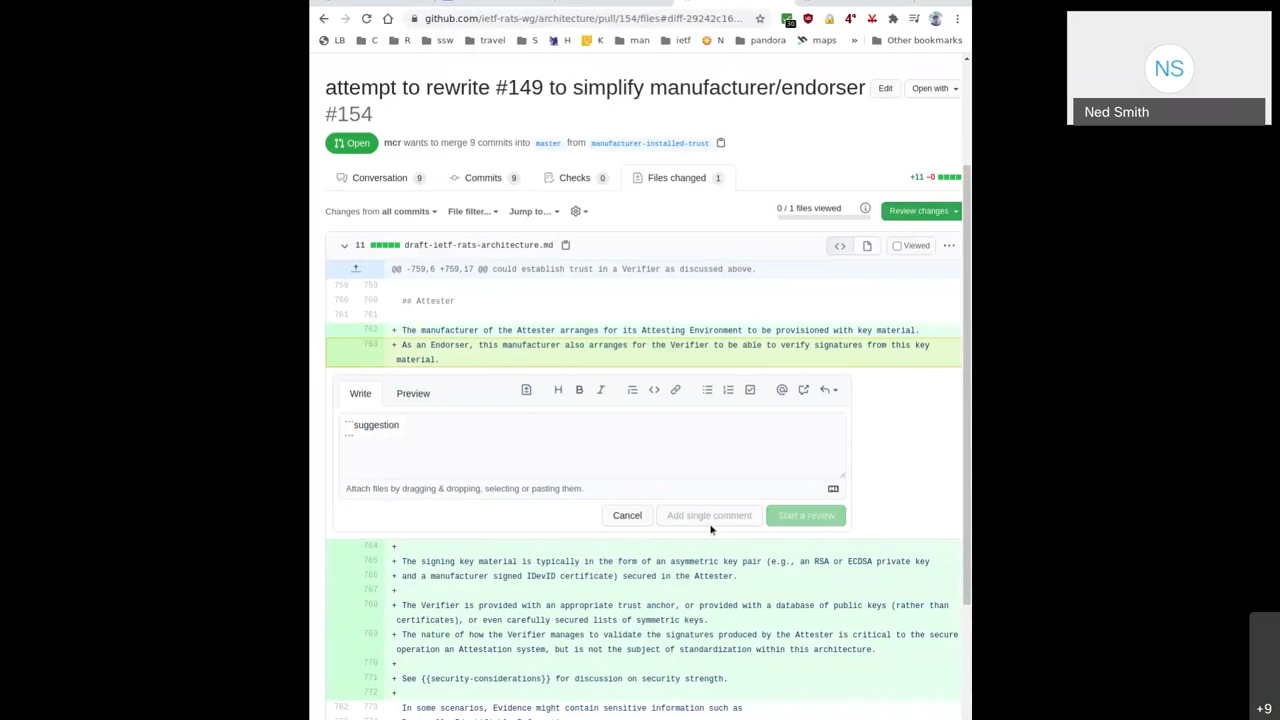 github.com/ietf-rats-wg/architecture/pull/154/files#diff-29242c16...
LB C R ssw travel S H K man ietf N pandora maps » Other bookmarks
attempt to rewrite #149 to simplify manufacturer/endorser
#154
Edit
Open with
Open
mcr wants to merge 9 commits into master from manufacturer-installed-trust
Conversation 9
Commits 9
Checks 0
Files changed 1
+11 −0
Changes from all commits
File filter...
Jump to...
0 / 1 files viewed
Review changes
11 draft-ietf-rats-architecture.md
Viewed
@@ -759,6 +759,17 @@ could establish trust in a Verifier as discussed above.
759 759
760 760 ## Attester
761 761
762 + The manufacturer of the Attester arranges for its Attesting Environment to be provisioned with key material.
763 + As an Endorser, this manufacturer also arranges for the Verifier to be able to verify signatures from this key
material.
Write
Preview
```suggestion
```
Attach files by dragging & dropping, selecting or pasting them.
Cancel
Add single comment
Start a review
764 +
765 + The signing key material is typically in the form of an asymmetric key pair (e.g., an RSA or ECDSA private key
766 + and a manufacturer signed IDevID certificate) secured in the Attester.
767 +
768 + The Verifier is provided with an appropriate trust anchor, or provided with a database of public keys (rather than
certificates), or even carefully secured lists of symmetric keys.
769 + The nature of how the Verifier manages to validate the signatures produced by the Attester is critical to the secure
operation an Attestation system, but is not the subject of standardization within this architecture.
770 +
771 + See {{security-considerations}} for discussion on security strength.
772 +
762 773 In some scenarios, Evidence might contain sensitive information such as
NS
Ned Smith
+9